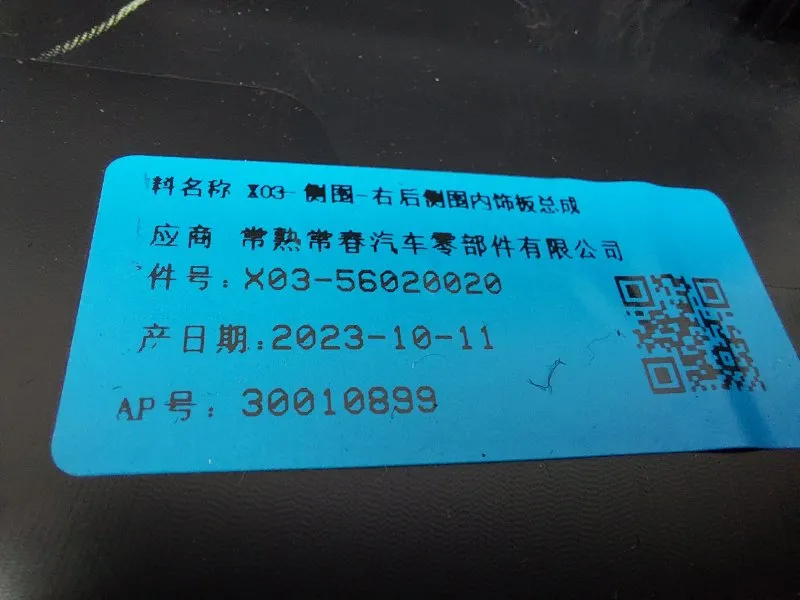 料名称 X03-侧围-右后侧围内饰板总成
应商 常熟常春汽车零部件有限公司
件号:X03-56020020
产日期:2023-10-11
AP号:30010899